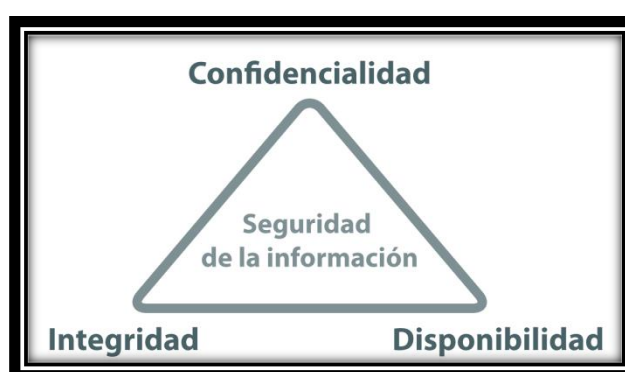 Confidencialidad
Seguridad
de la información
Integridad
Disponibilidad